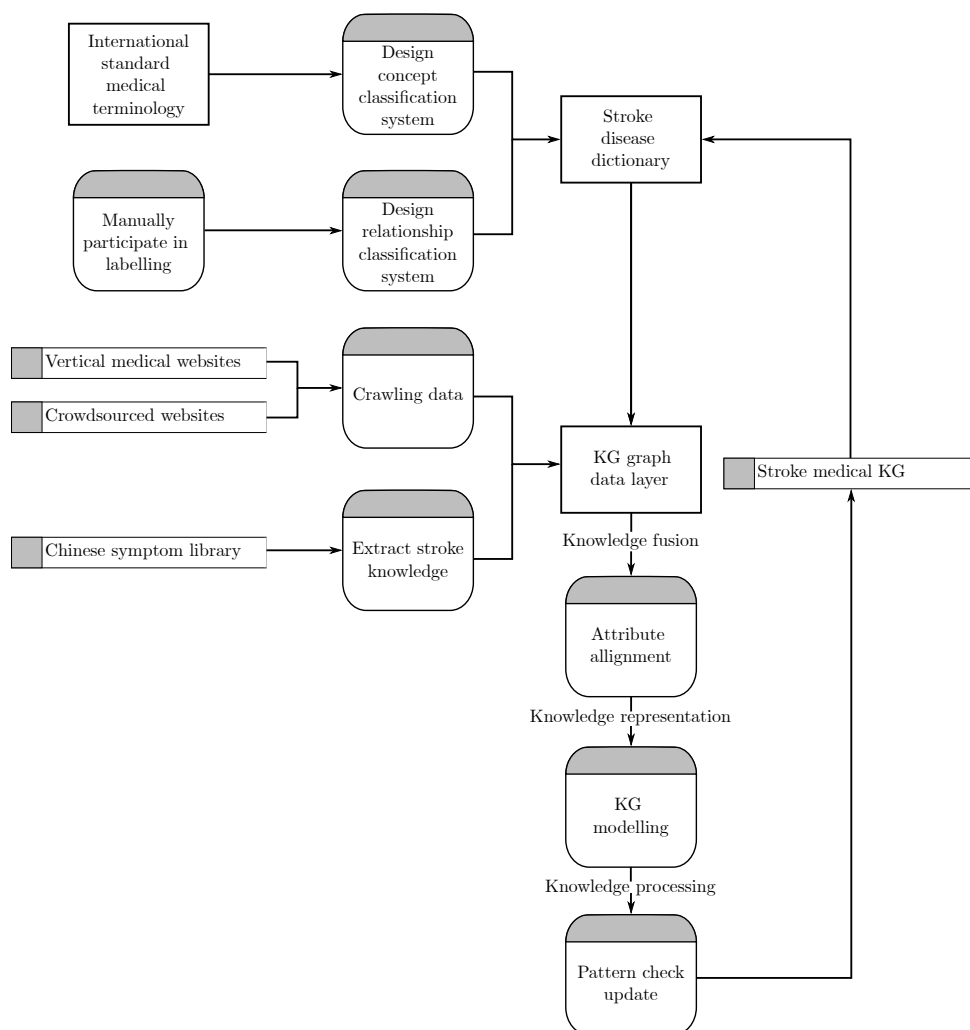 International
standard
medical
terminology
Design
concept
classification
system
Stroke
disease
dictionary
Manually
participate in
labelling
Design
relationship
classification
system
Vertical medical websites
Crowdsourced websites
Crawling data
KG graph
data layer
Stroke medical KG
Chinese symptom library
Extract stroke
knowledge
Knowledge fusion
Attribute
allignment
Knowledge representation
KG
modelling
Knowledge processing
Pattern check
update